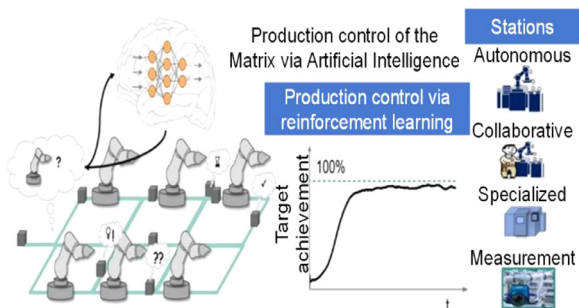 Production control of the
Matrix via Artificial Intelligence
Production control via
reinforcement learning
?
?!
??
✓
Target
achievement
100%
t
Stations
Autonomous
Collaborative
Specialized
Measurement